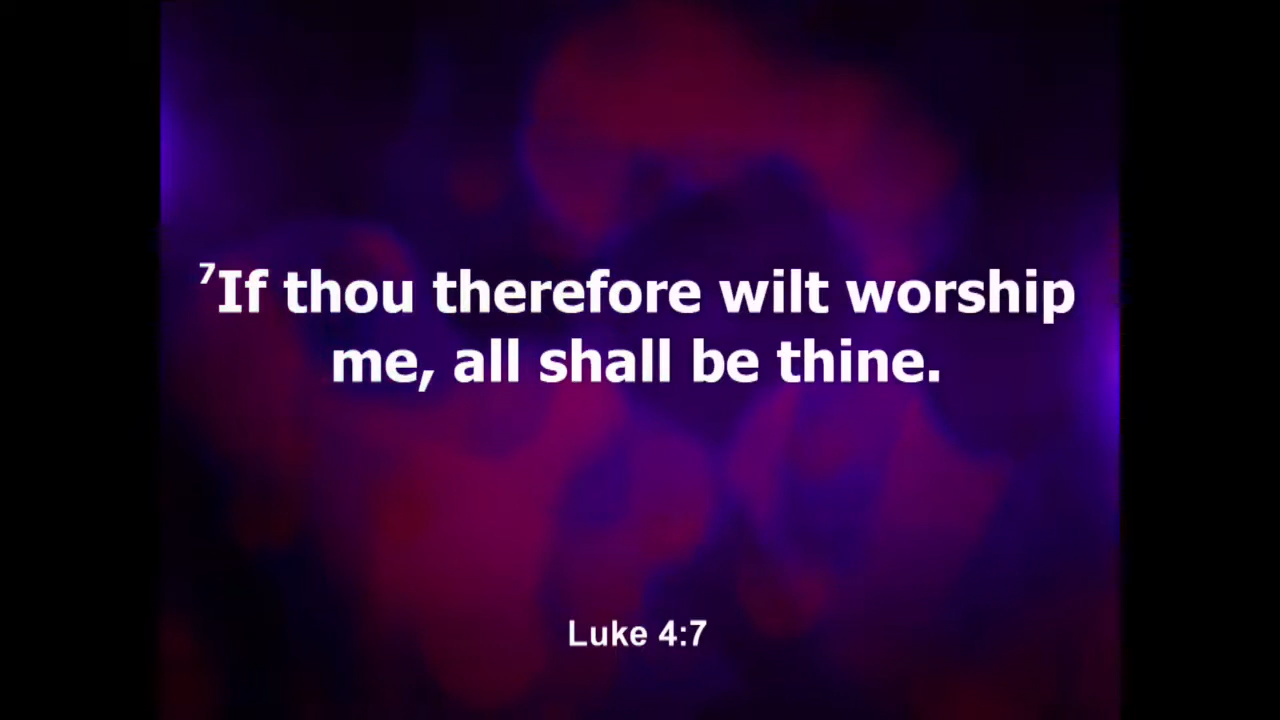 ⁷If thou therefore wilt worship
me, all shall be thine.
Luke 4:7